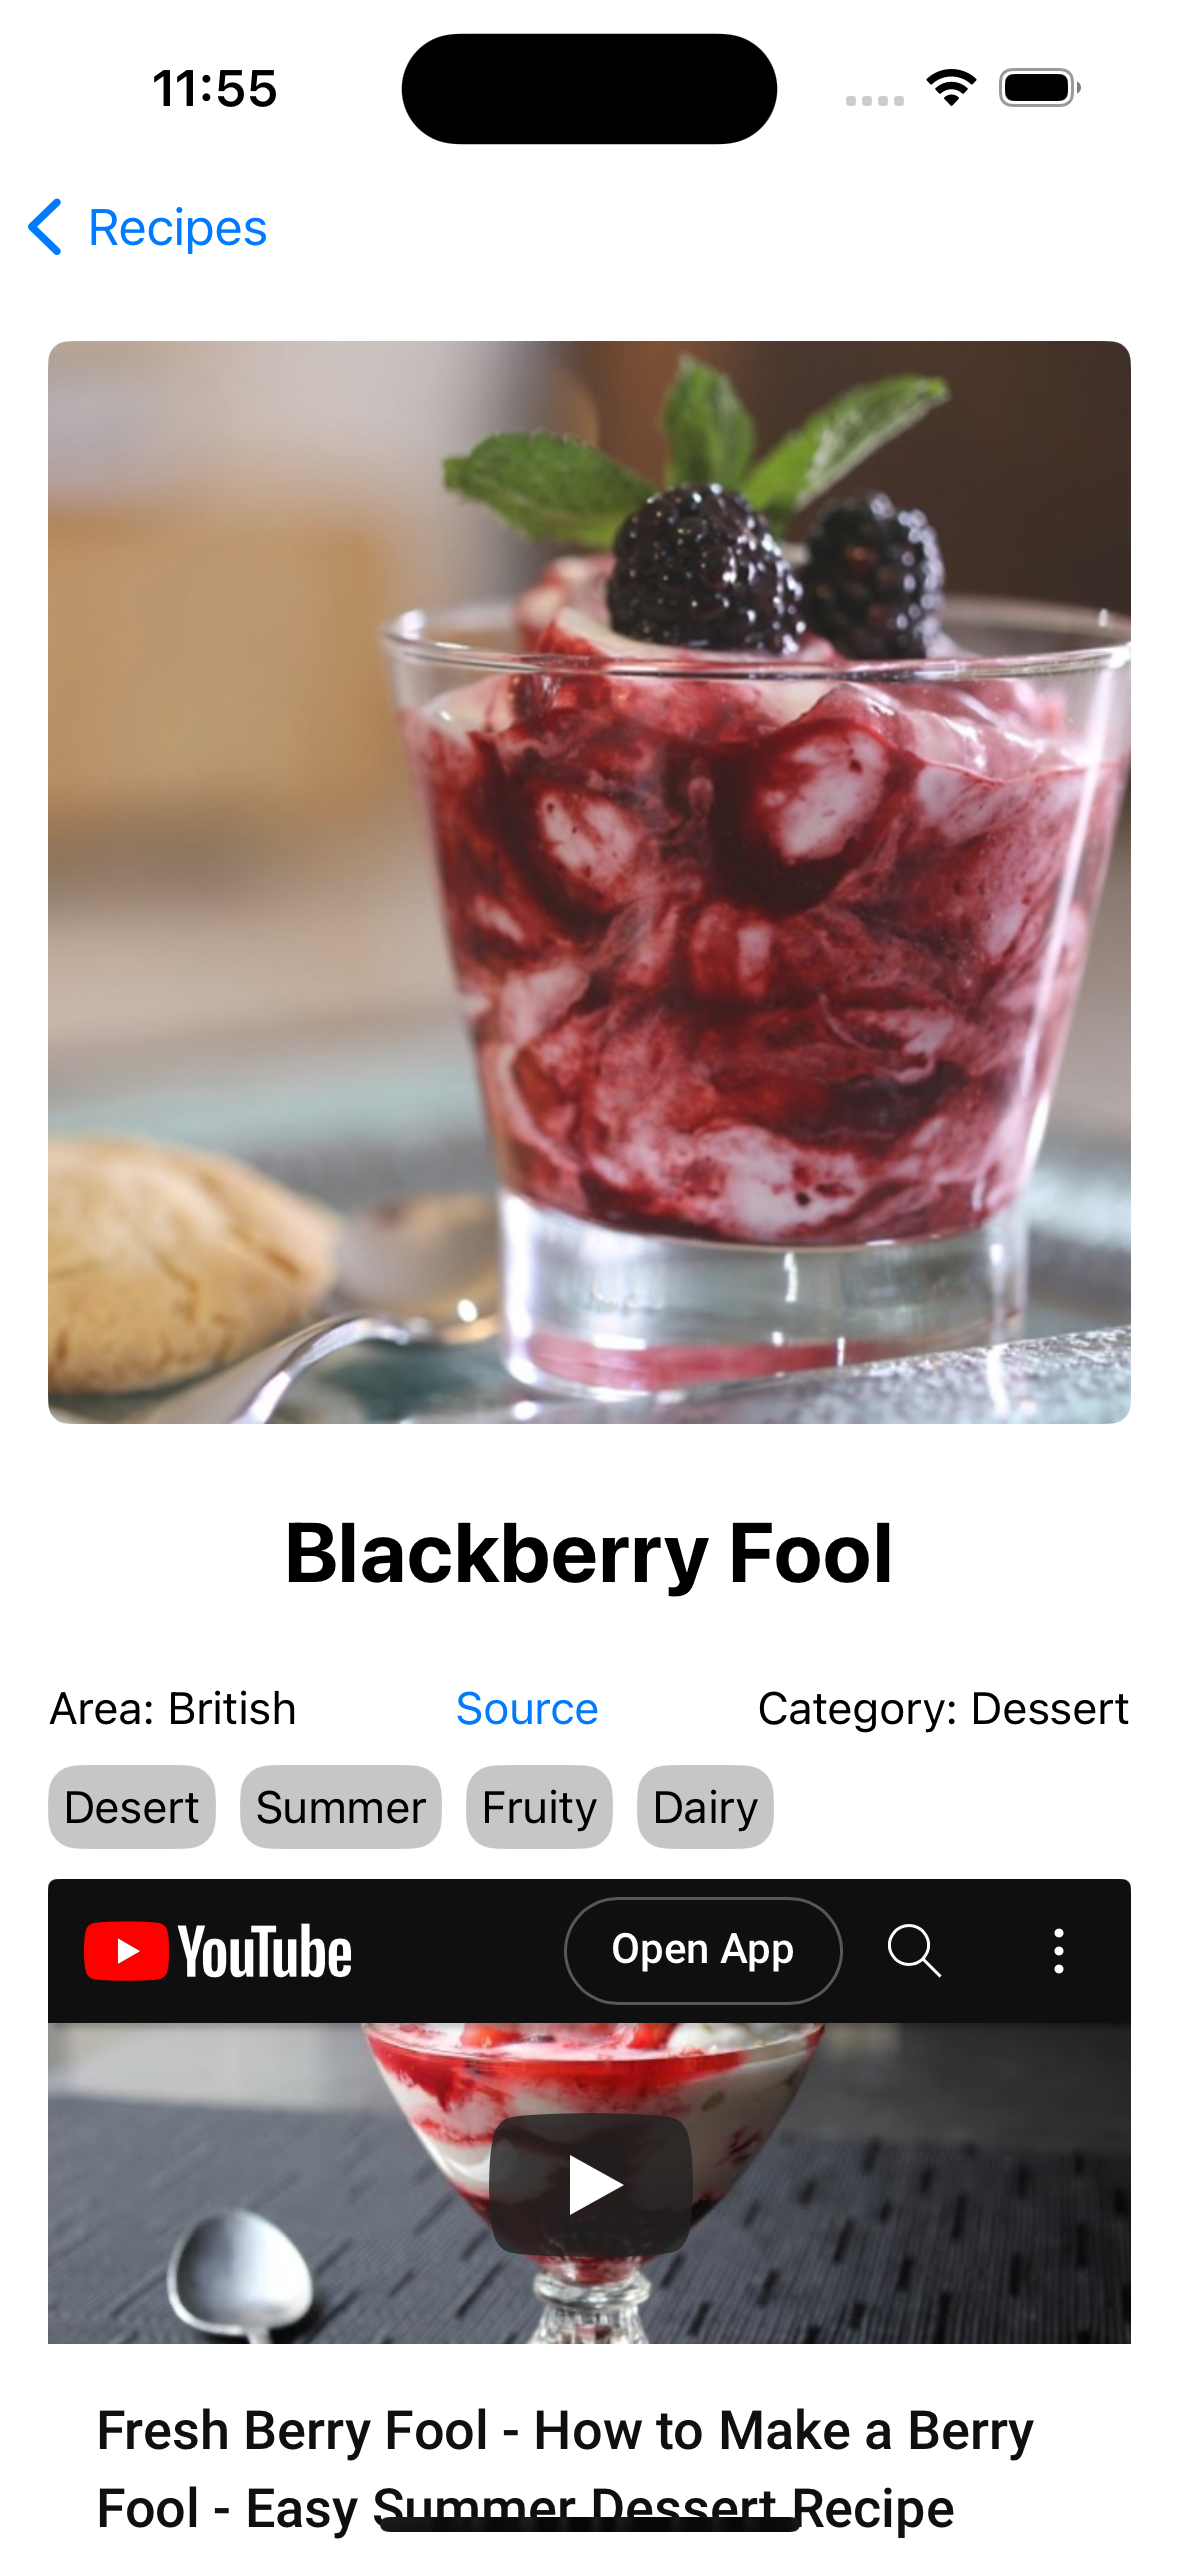 11:55
Recipes
Blackberry Fool
Area: British Source Category: Dessert
Desert Summer Fruity Dairy
YouTube Open App
Fresh Berry Fool - How to Make a Berry
Fool - Easy Summer Dessert Recipe